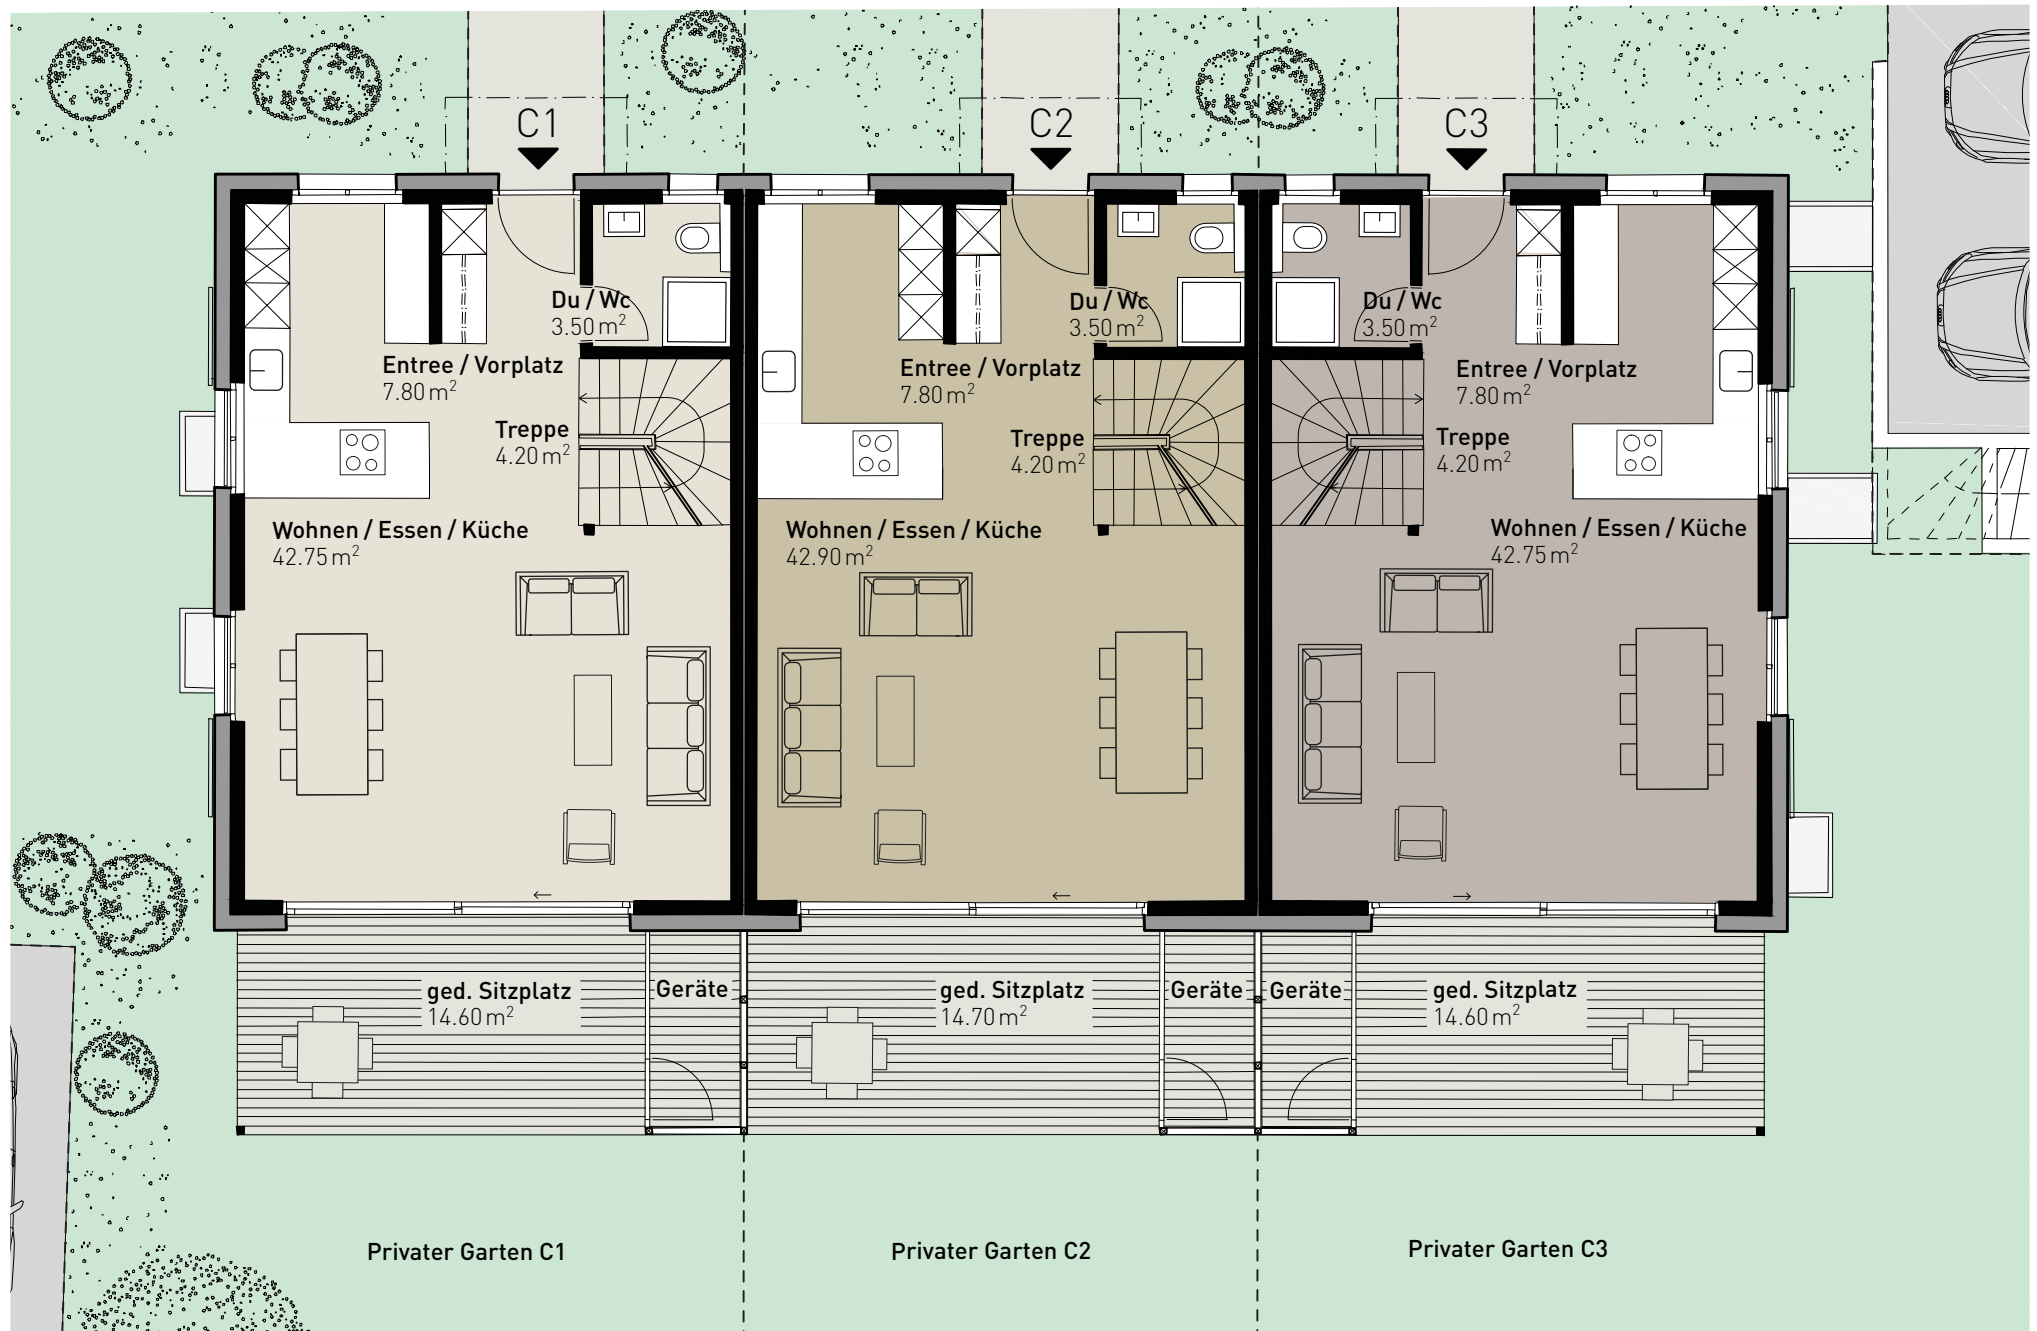 C1
C2
C3
Du / Wc
3.50 m²
Du / Wc
3.50 m²
Du / Wc
3.50 m²
Entree / Vorplatz
7.80 m²
Entree / Vorplatz
7.80 m²
Entree / Vorplatz
7.80 m²
Treppe
4.20 m²
Treppe
4.20 m²
Treppe
4.20 m²
Wohnen / Essen / Küche
42.75 m²
Wohnen / Essen / Küche
42.90 m²
Wohnen / Essen / Küche
42.75 m²
ged. Sitzplatz
14.60 m²
Geräte
ged. Sitzplatz
14.70 m²
Geräte
Geräte
ged. Sitzplatz
14.60 m²
Privater Garten C1
Privater Garten C2
Privater Garten C3